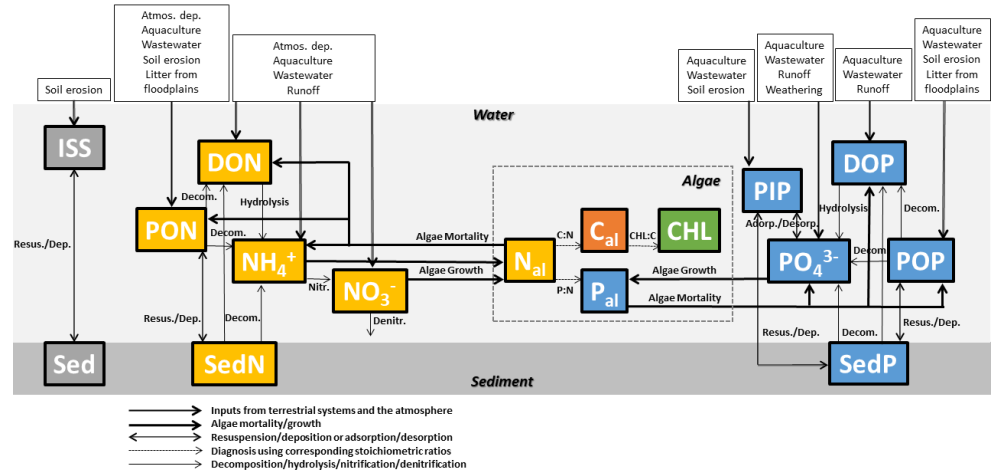 Atmos. dep.
Aquaculture
Wastewater
Soil erosion
Litter from
floodplains
Atmos. dep.
Aquaculture
Wastewater
Runoff
Soil erosion
Aquaculture
Wastewater
Soil erosion
Aquaculture
Wastewater
Runoff
Weathering
Aquaculture
Wastewater
Runoff
Aquaculture
Wastewater
Soil erosion
Litter from
floodplains
Water
ISS
DON
Decom.
Hydrolysis
PON
Decom.
NH₄⁺
Nitr.
NO₃⁻
Denitr.
Resus./Dep.
Resus./Dep.
Decom.
Algae Mortality
Algae Growth
Algae
N_al
C:N
C_al
CHL:C
CHL
P:N
P_al
Algae Growth
Algae Mortality
PIP
DOP
Hydrolysis
Decom.
Adorp./Desorp.
PO₄³⁻
Decom
POP
Resus./Dep.
Decom.
Resus./Dep.
Sed
SedN
SedP
Sediment
Inputs from terrestrial systems and the atmosphere
Algae mortality/growth
Resuspension/deposition or adsorption/desorption
Diagnosis using corresponding stoichiometric ratios
Decomposition/hydrolysis/nitrification/denitrification